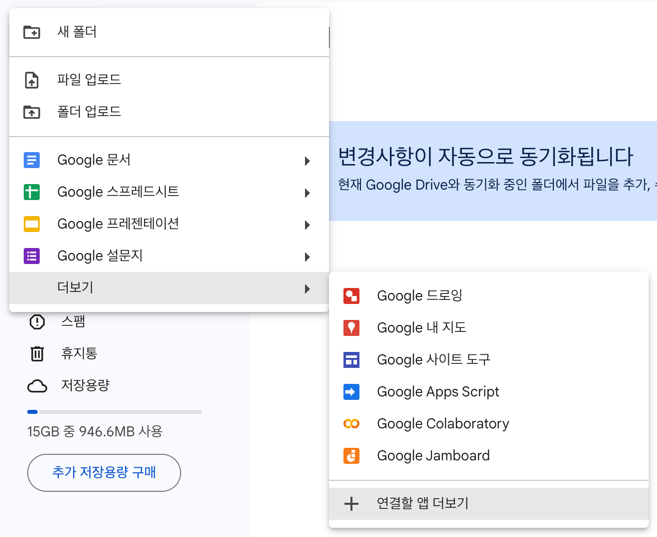 새 폴더
파일 업로드
폴더 업로드
Google 문서
Google 스프레드시트
Google 프레젠테이션
Google 설문지
더보기
스팸
휴지통
저장용량
15GB 중 946.6MB 사용
추가 저장용량 구매
변경사항이 자동으로 동기화됩니다
현재 Google Drive와 동기화 중인 폴더에서 파일을 추가,
Google 드로잉
Google 내 지도
Google 사이트 도구
Google Apps Script
Google Colaboratory
Google Jamboard
연결할 앱 더보기